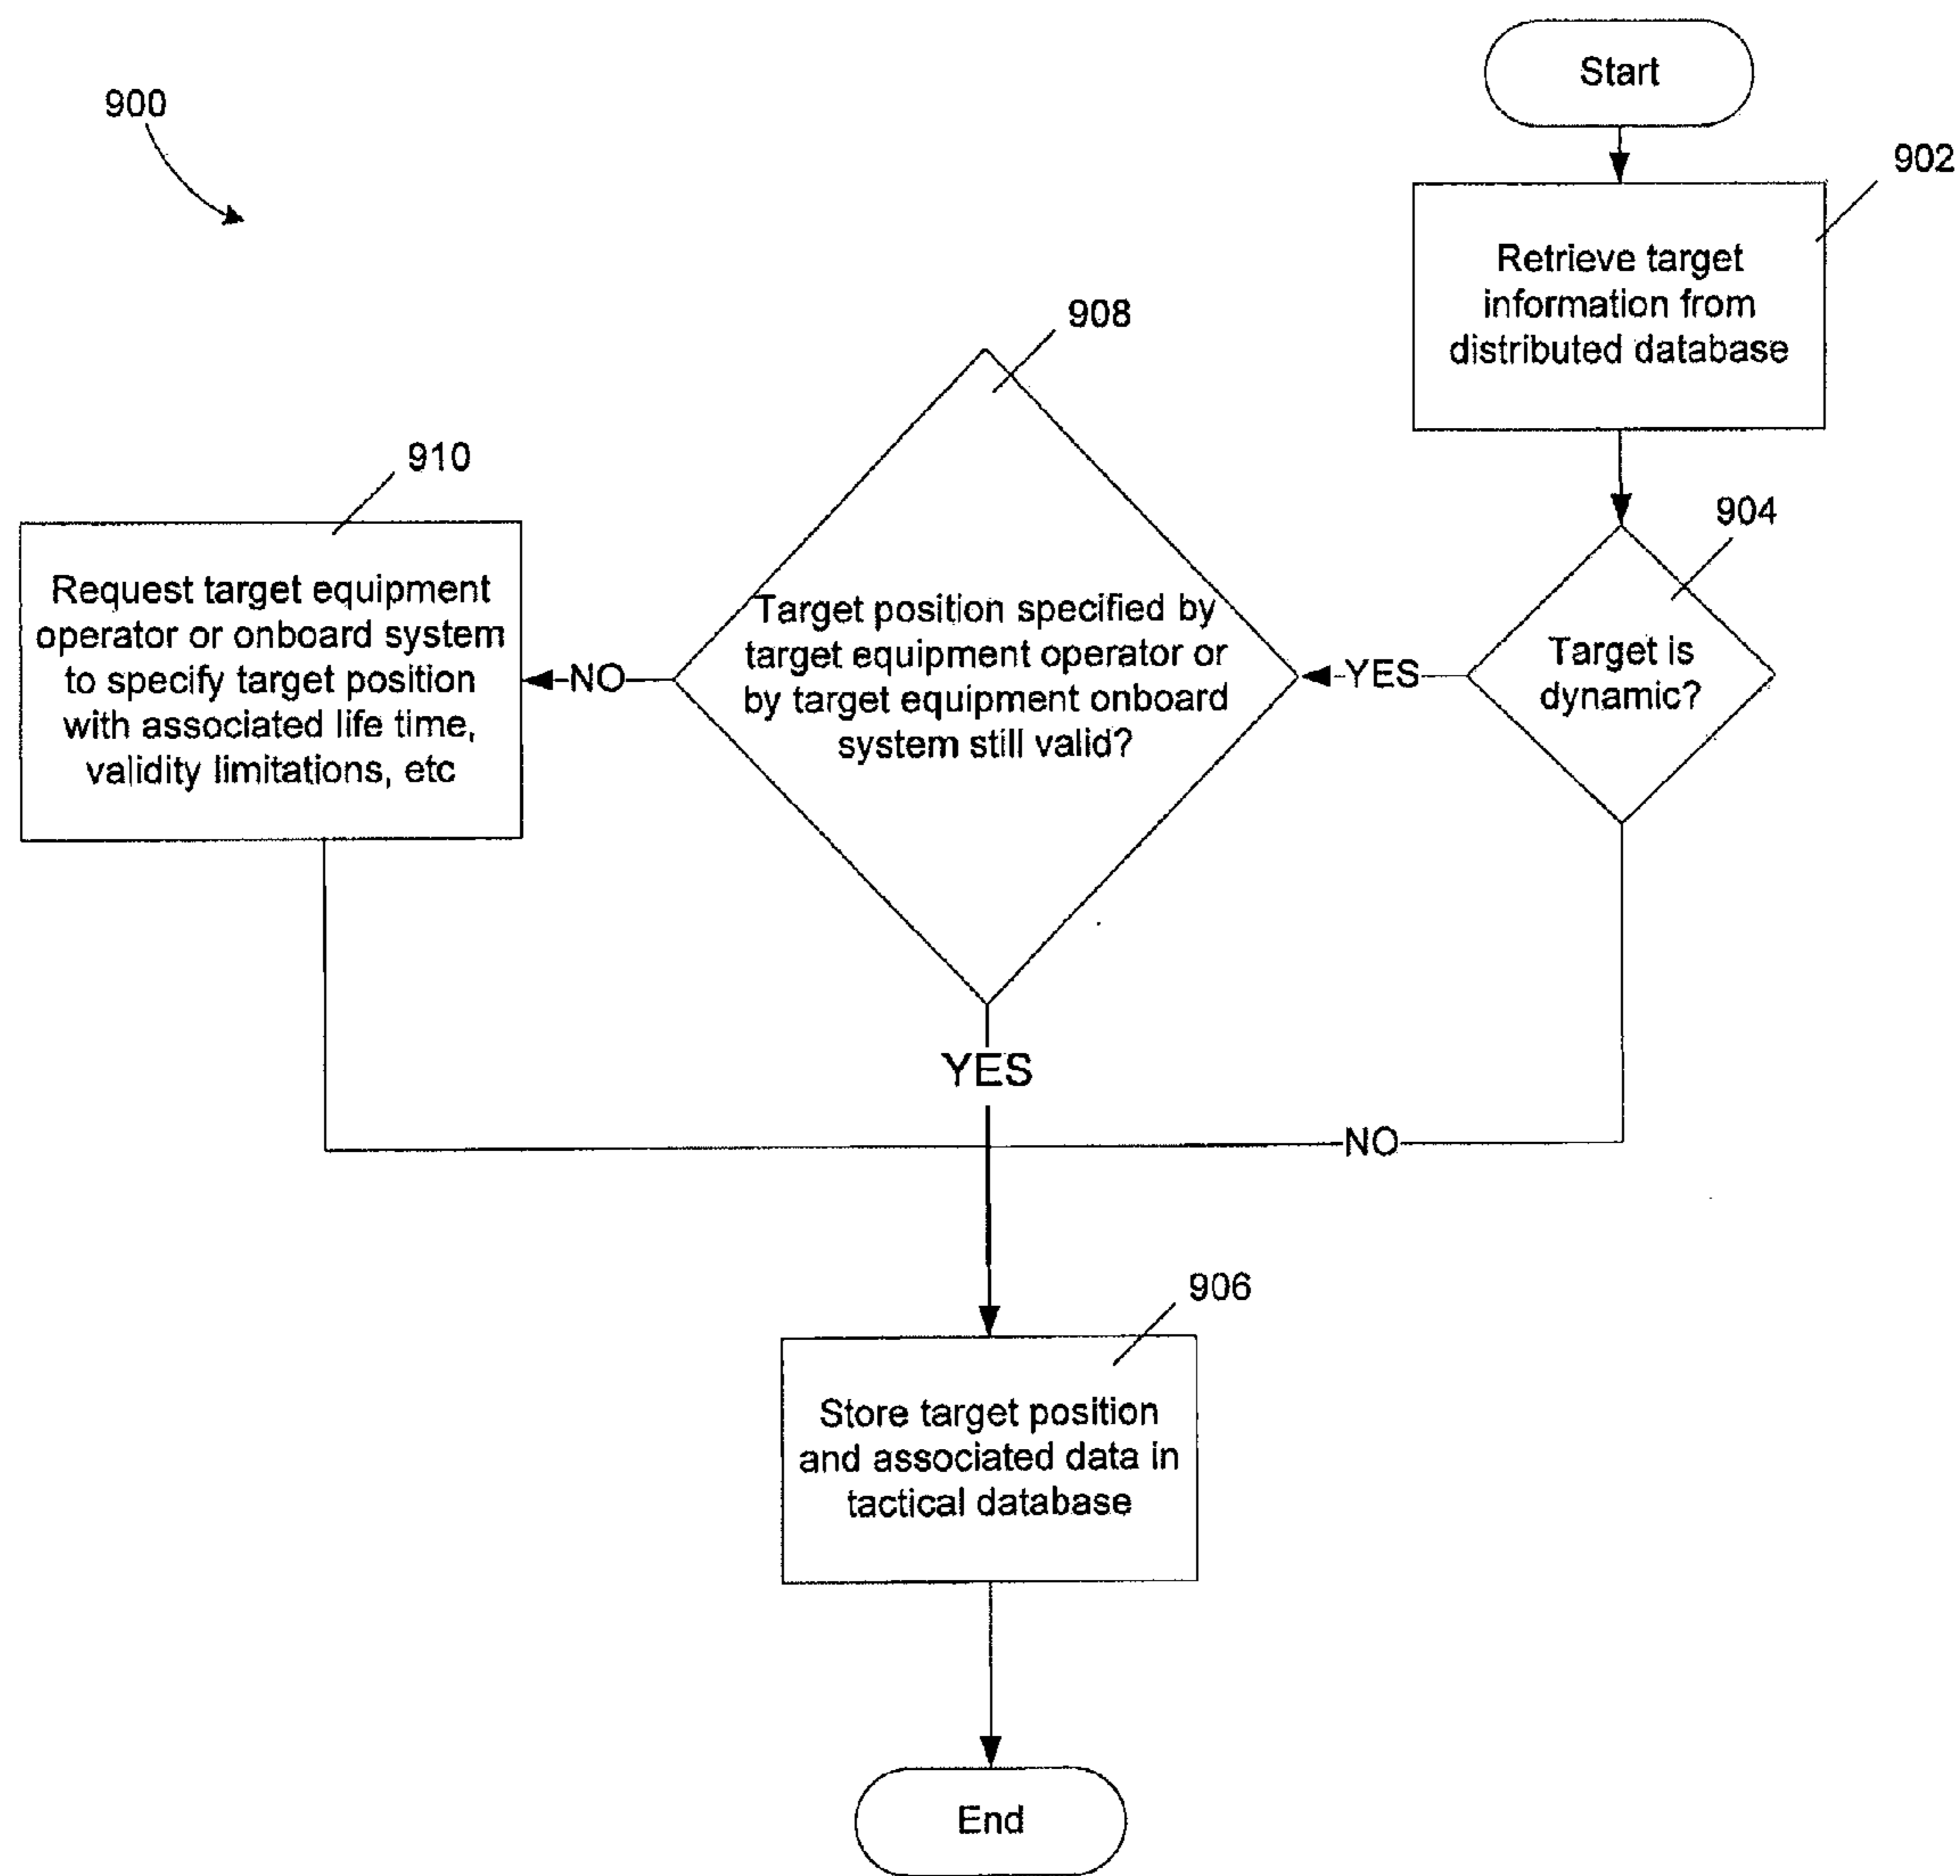 900
Start
902
Retrieve target
information from
distributed database
904
Target is
dynamic?
YES
908
Target position specified by
target equipment operator or
by target equipment onboard
system still valid?
NO
910
Request target equipment
operator or onboard system
to specify target position
with associated life time,
validity limitations, etc
YES
NO
906
Store target position
and associated data in
tactical database
End